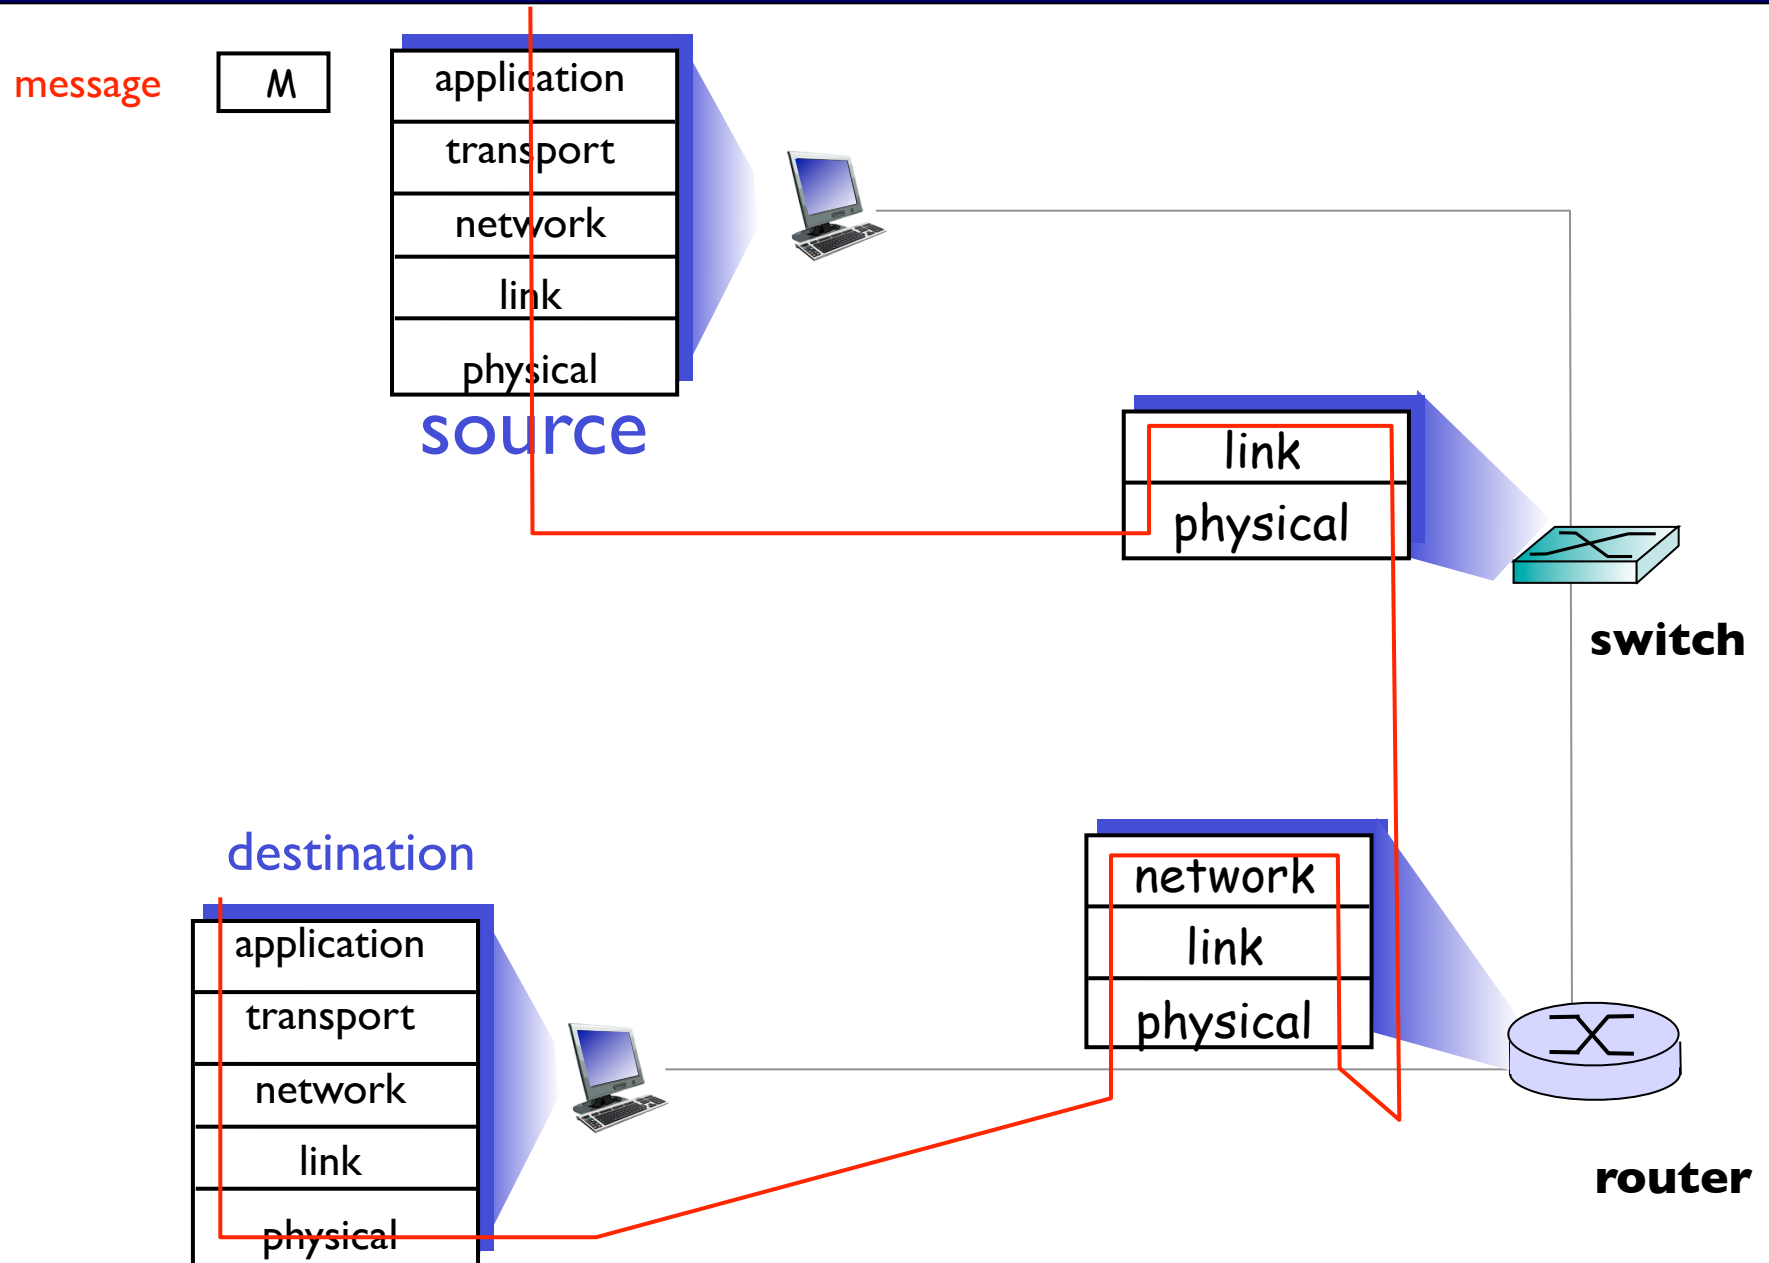 message
M
application
transport
network
link
physical
source
link
physical
switch
destination
application
transport
network
link
physical
network
link
physical
router